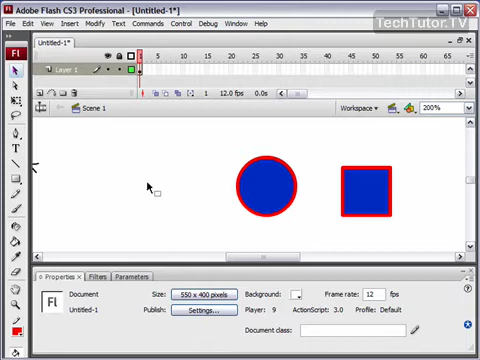 Adobe Flash CS3 Professional - [Untitled-1*]
TechTutor.TV
File Edit View Insert Modify Text Commands Control Debug Window Help
Untitled-1*
Fl
1 5 10 15 20 25 30 35 40 45 50 55 60 65
Layer 1
1 12.0 fps 0.0s
Scene 1 Workspace 200%
Properties Filters Parameters
Fl
Document Size: 550 x 400 pixels Background: Frame rate: 12 fps
Untitled-1 Publish: Settings... Player: 9 ActionScript: 3.0 Profile: Default
Document class: